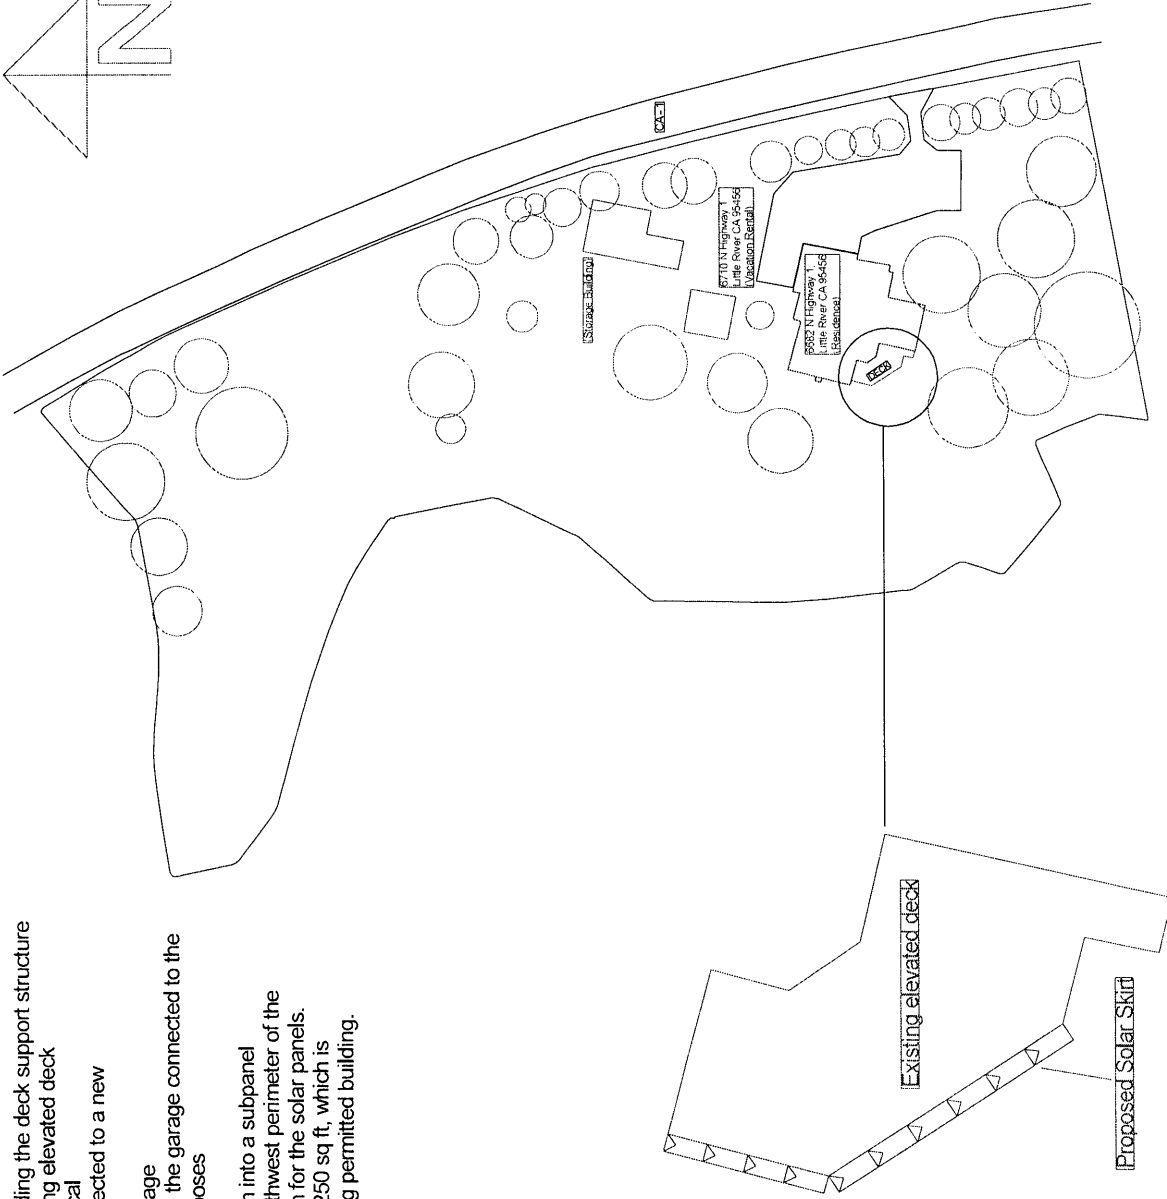 N
CA-1
6710 N Highway 1
Little River CA 95456
(Vacation Rental)
(Storage Building)
6682 N Highway 1,
Little River CA 95456
(Residence)
DECK
ding the deck support structure
ng elevated deck
cal
ected to a new
age
the garage connected to the
poses
n into a subpanel
thwest perimeter of the
n for the solar panels.
250 sq ft, which is
g permitted building.
Existing elevated deck
Proposed Solar Skirt